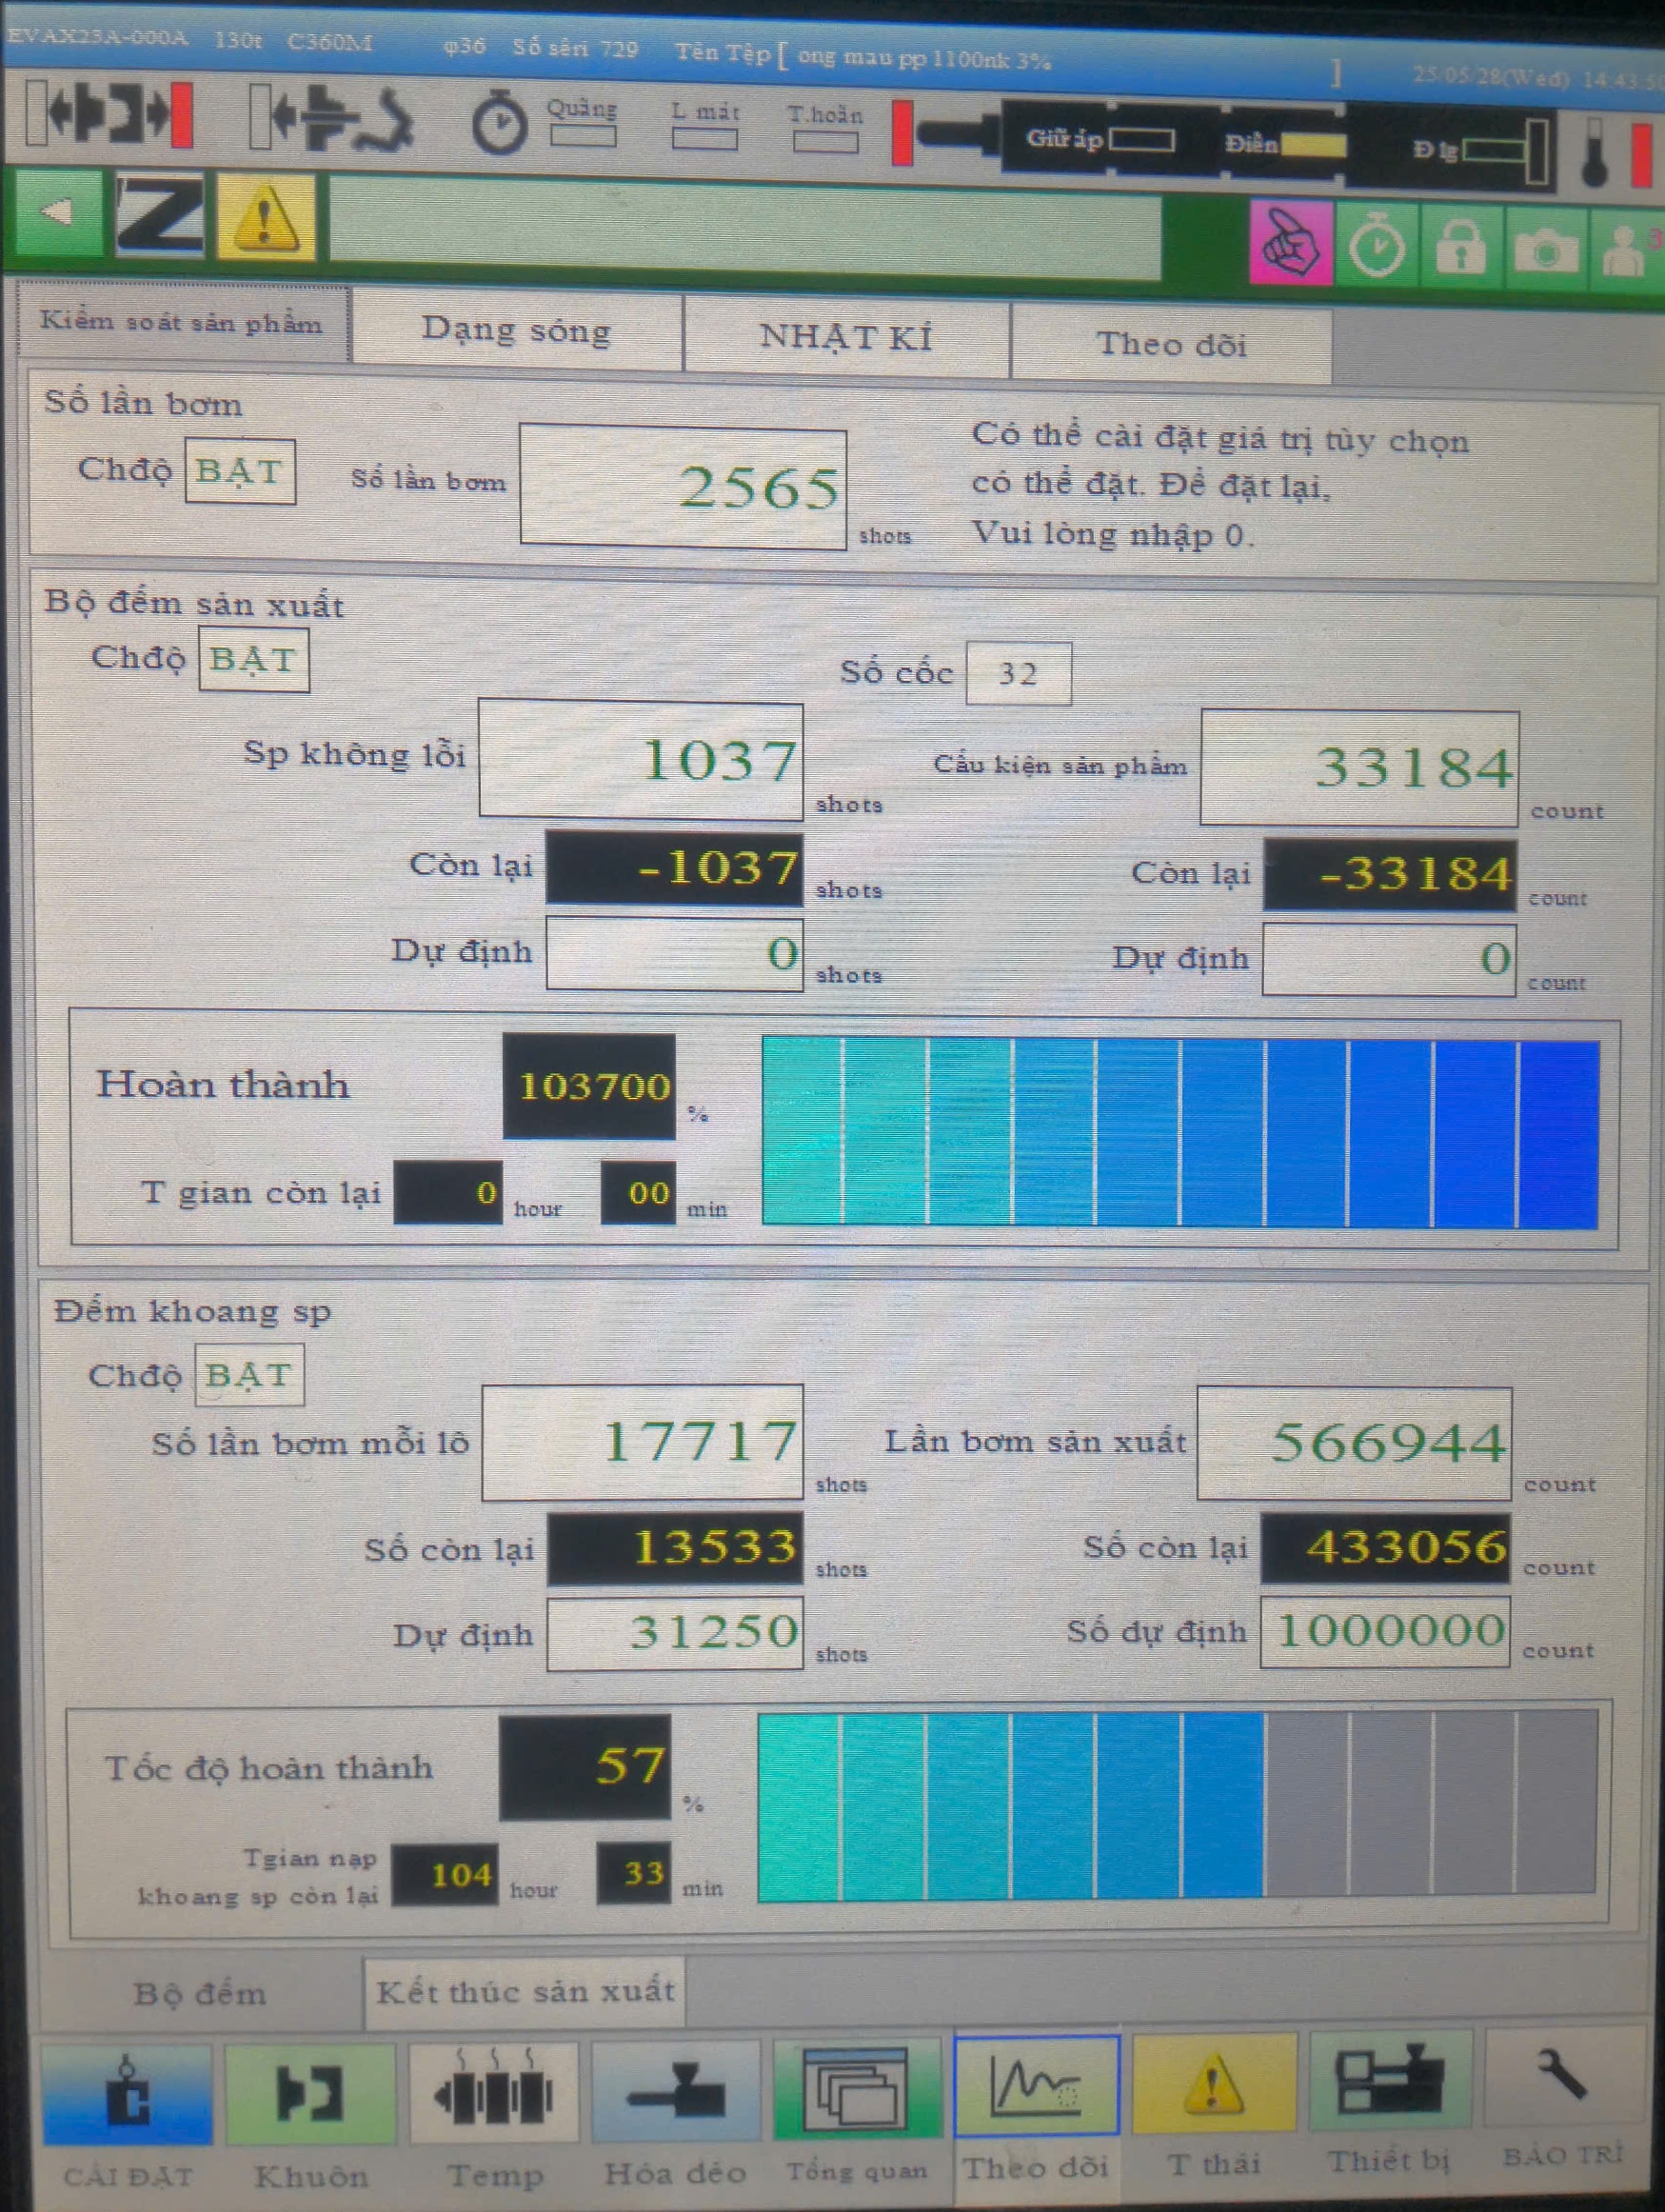 EVAX23A-000A 130t C360M φ36 Số sêri 729 Tên Tệp [ ong mau pp 1100nk 3% ] 25/05/28(Wed)
Quãng L mát T.hoãn Giữ áp Điền Đ lg
Z
3
Kiểm soát sản phẩm Dạng sóng NHẬT KÍ Theo dõi
Số lần bơm
Chđộ BẬT Số lần bơm 2565 shots
Có thể cài đặt giá trị tùy chọn
có thể đặt. Để đặt lại,
Vui lòng nhập 0.
Bộ đếm sản xuất
Chđộ BẬT Số cốc 32
Sp không lỗi 1037 shots Cấu kiện sản phẩm 33184 count
Còn lại -1037 shots Còn lại -33184 count
Dự định 0 shots Dự định 0 count
Hoàn thành 103700 %
T gian còn lại 0 hour 00 min
Đếm khoang sp
Chđộ BẬT
Số lần bơm mỗi lô 17717 shots Lần bơm sản xuất 566944 count
Số còn lại 13533 shots Số còn lại 433056 count
Dự định 31250 shots Số dự định 1000000 count
Tốc độ hoàn thành 57 %
Tgian nạp
khoang sp còn lại 104 hour 33 min
Bộ đếm Kết thúc sản xuất
CÀI ĐẶT Khuôn Temp Hóa dẻo Tổng quan Theo dõi T thái Thiết bị BẢO TRÌ